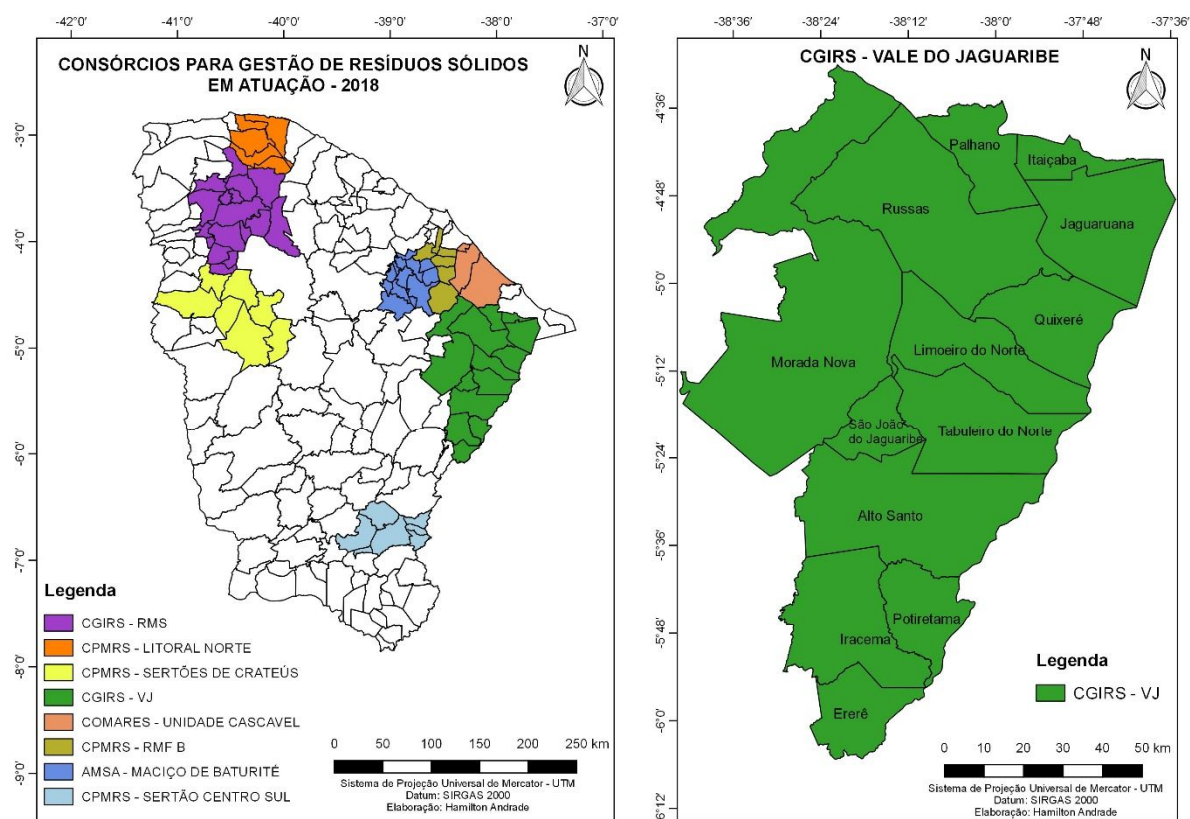 -42°0' -41°0' -40°0' -39°0' -38°0' -37°0'
CONSÓRCIOS PARA GESTÃO DE RESÍDUOS SÓLIDOS
EM ATUAÇÃO - 2018
N
-3°0'
-4°0'
-5°0'
-6°0'
-7°0'
-8°0'
-9°0'
Legenda
CGIRS - RMS
CPMRS - LITORAL NORTE
CPMRS - SERTÕES DE CRATEÚS
CGIRS - VJ
COMARES - UNIDADE CASCAVEL
CPMRS - RMF B
AMSA - MACIÇO DE BATURITÉ
CPMRS - SERTÃO CENTRO SUL
0 50 100 150 200 250 km
Sistema de Projeção Universal de Mercator - UTM
Datum: SIRGAS 2000
Elaboração: Hamilton Andrade
-38°36' -38°24' -38°12' -38°0' -37°48' -37°36'
CGIRS - VALE DO JAGUARIBE
N
-4°36'
-4°48'
-5°0'
-5°12'
-5°24'
-5°36'
-5°48'
-6°0'
-6°12'
Palhano
Itaiçaba
Russas
Jaguaruana
Quixeré
Limoeiro do Norte
Morada Nova
São João
do Jaguaribe
Tabuleiro do Norte
Alto Santo
Potiretama
Iracema
Ererê
Legenda
CGIRS - VJ
0 10 20 30 40 50 km
Sistema de Projeção Universal de Mercator - UTM
Datum: SIRGAS 2000
Elaboração: Hamilton Andrade